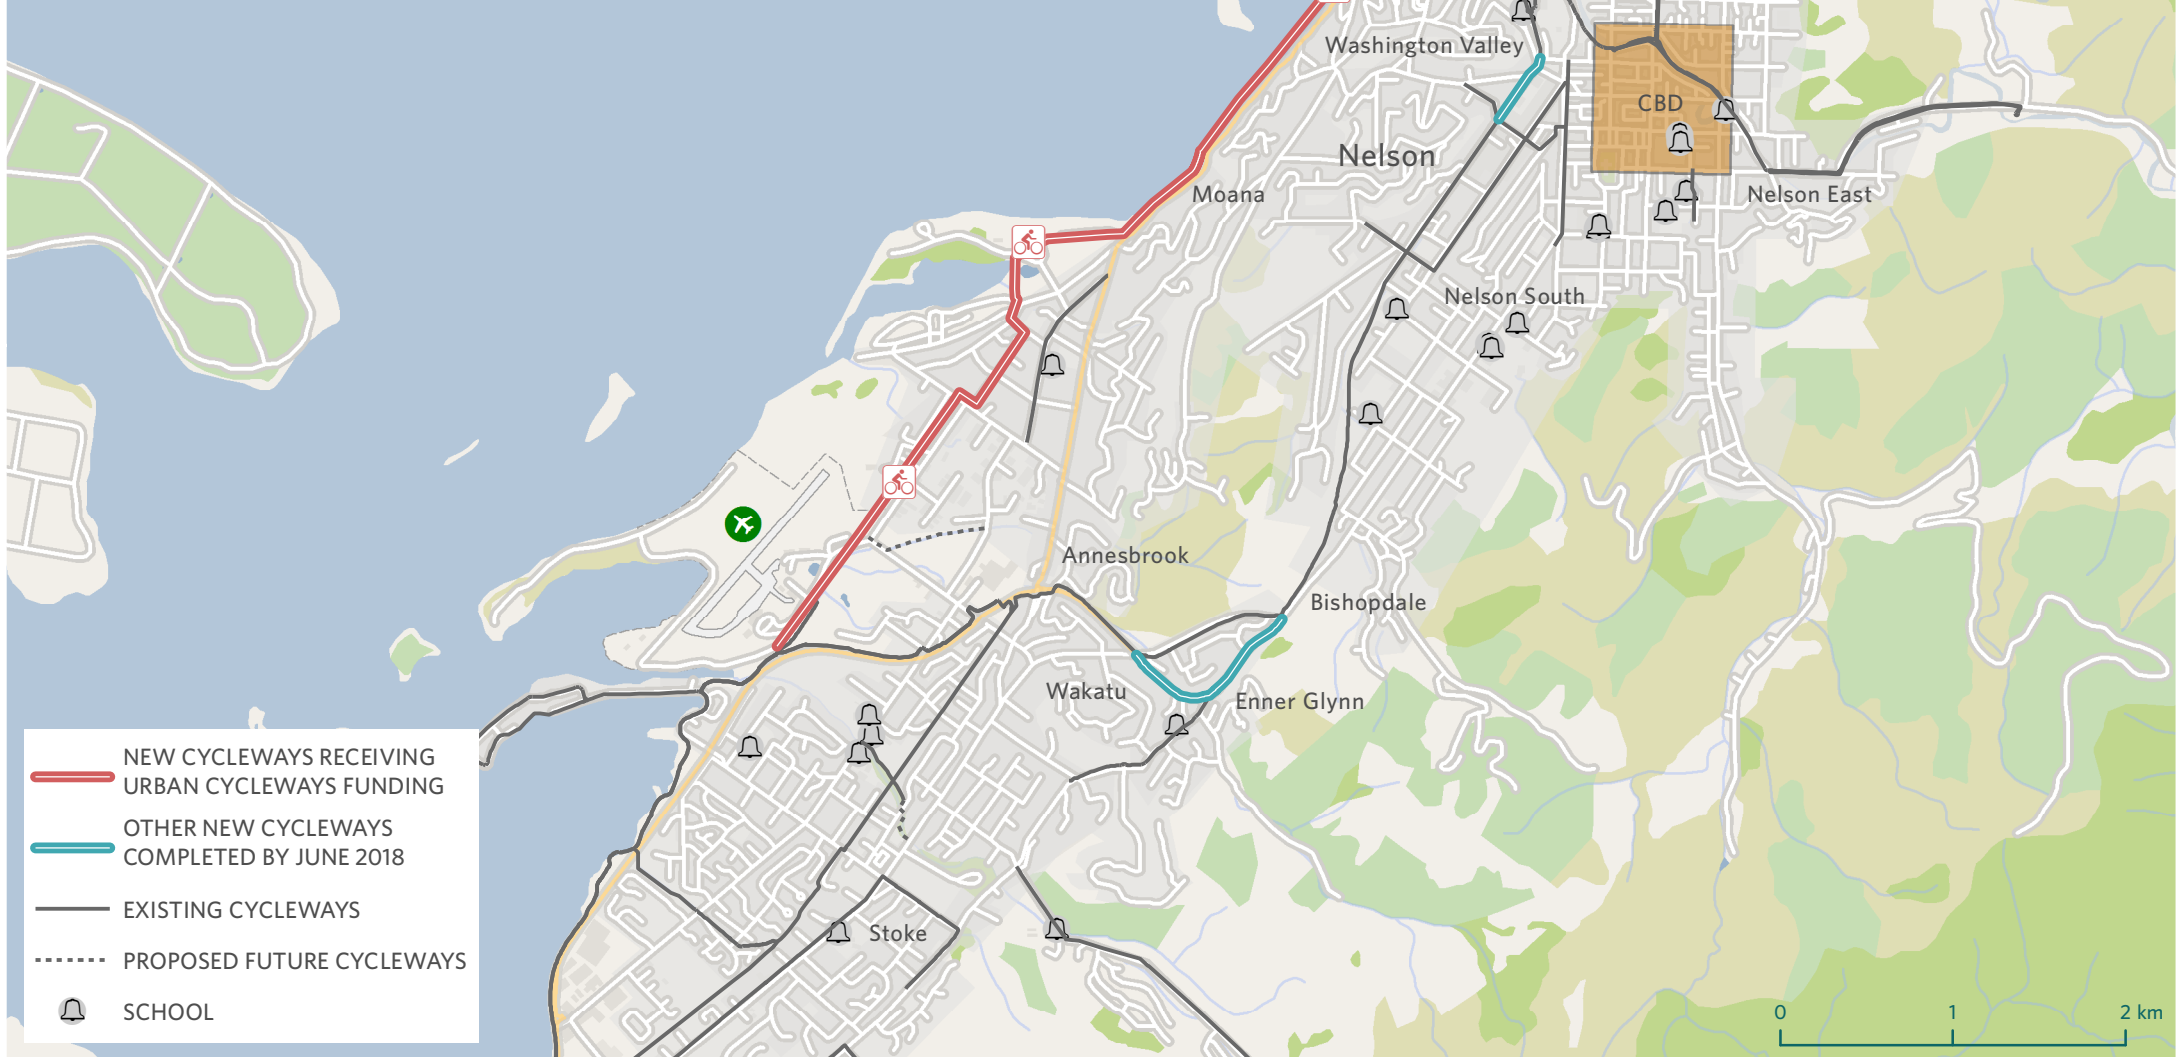 Washington Valley
CBD
Nelson
Moana
Nelson East
Nelson South
Annesbrook
Bishopdale
Wakatu
Enner Glynn
Stoke
NEW CYCLEWAYS RECEIVING
URBAN CYCLEWAYS FUNDING
OTHER NEW CYCLEWAYS
COMPLETED BY JUNE 2018
EXISTING CYCLEWAYS
PROPOSED FUTURE CYCLEWAYS
SCHOOL
0 1 2 km